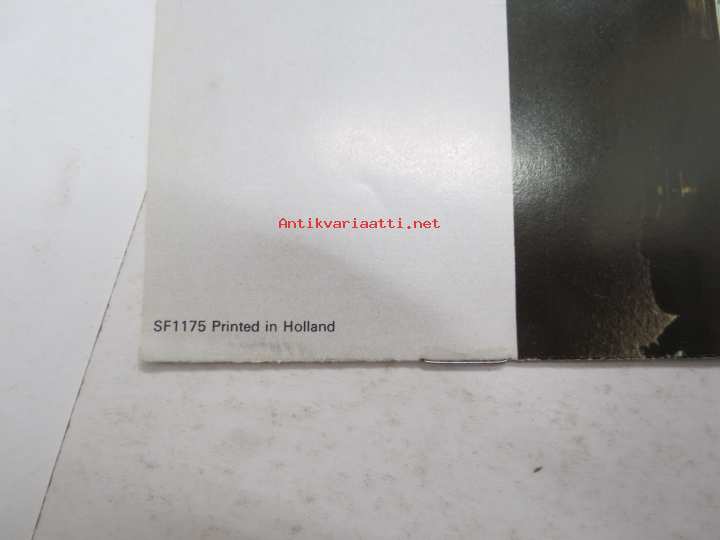 Antikvariaatti.net
SF1175 Printed in Holland